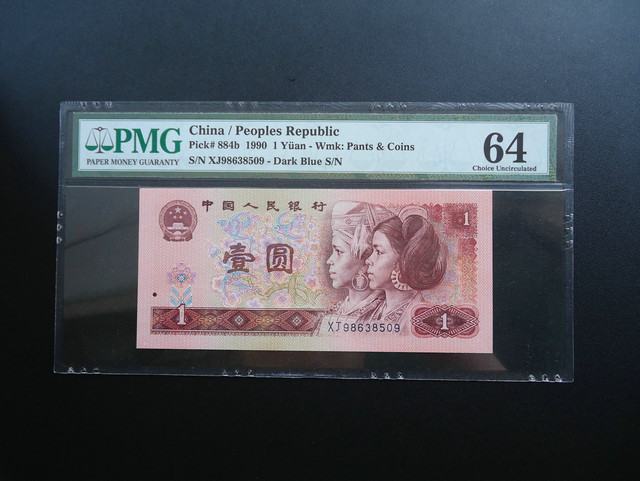 PMG
PAPER MONEY GUARANTY
China / Peoples Republic
Pick# 884b 1990 1 Yüan - Wmk: Pants & Coins
S/N XJ98638509 - Dark Blue S/N
64
Choice Uncirculated
中国人民银行
1
壹圆
1
XJ98638509
1